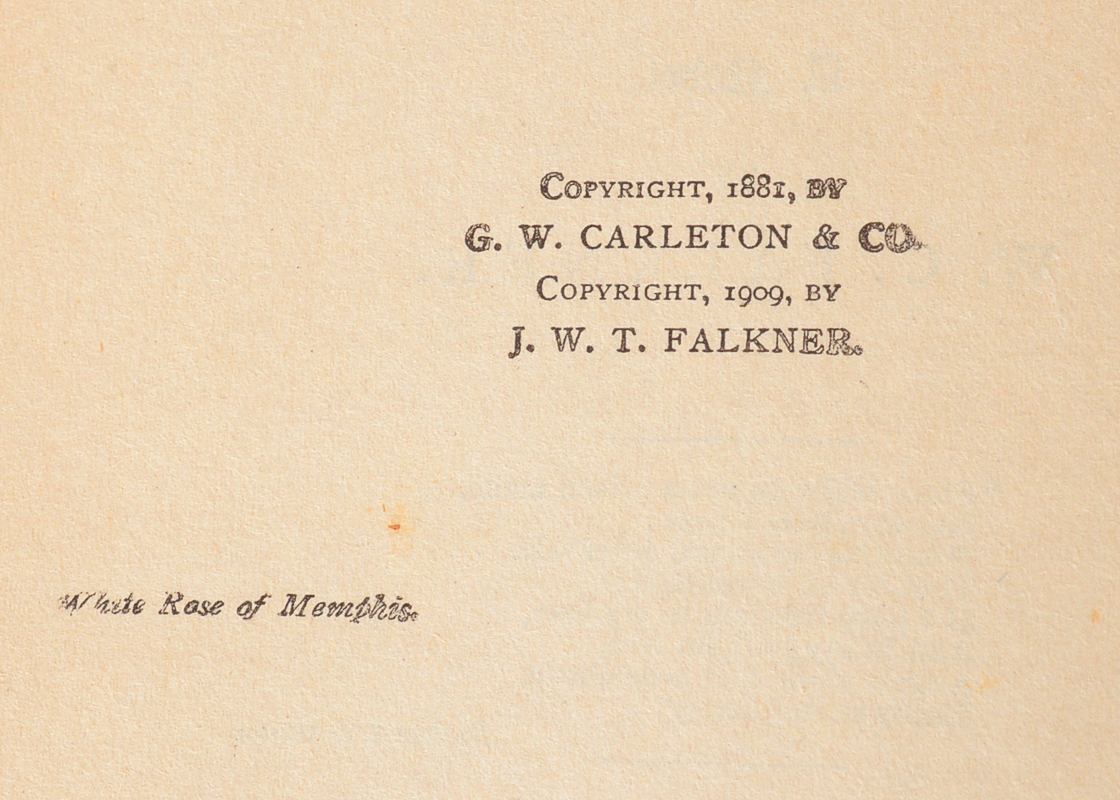 Copyright, 1881, by
G. W. CARLETON & CO.
Copyright, 1909, by
J. W. T. FALKNER.
White Rose of Memphis.